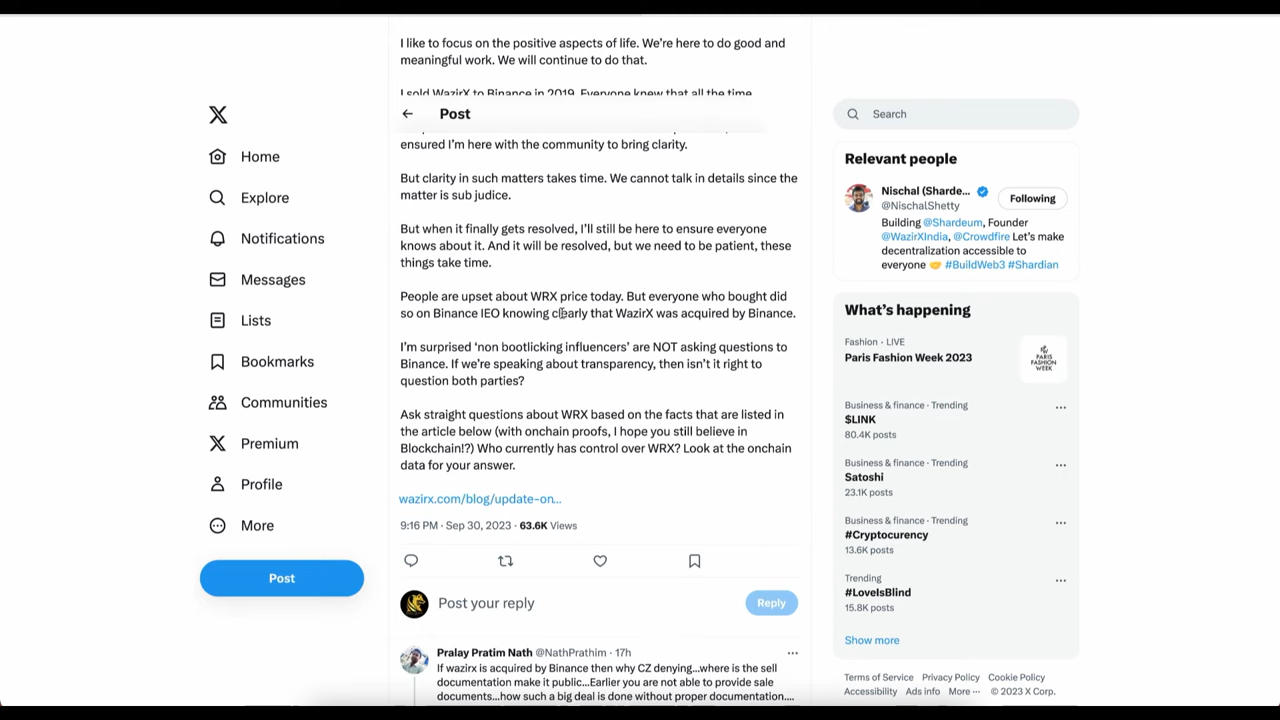 Home
Explore
Notifications
Messages
Lists
Bookmarks
Communities
Premium
Profile
More
Post
I like to focus on the positive aspects of life. We're here to do good and
meaningful work. We will continue to do that.
I sold WazirX to Binance in 2019. Everyone knew that all the time
Post
ensured I'm here with the community to bring clarity.
But clarity in such matters takes time. We cannot talk in details since the
matter is sub judice.
But when it finally gets resolved, I'll still be here to ensure everyone
knows about it. And it will be resolved, but we need to be patient, these
things take time.
People are upset about WRX price today. But everyone who bought did
so on Binance IEO knowing clearly that WazirX was acquired by Binance.
I'm surprised 'non bootlicking influencers' are NOT asking questions to
Binance. If we're speaking about transparency, then isn't it right to
question both parties?
Ask straight questions about WRX based on the facts that are listed in
the article below (with onchain proofs, I hope you still believe in
Blockchain!?) Who currently has control over WRX? Look at the onchain
data for your answer.
wazirx.com/blog/update-on...
9:16 PM · Sep 30, 2023 · 63.6K Views
Post your reply
Reply
Pralay Pratim Nath @NathPrathim · 17h
If wazirx is acquired by Binance then why CZ denying...where is the sell
documentation make it public...Earlier you are not able to provide sale
documents...how such a big deal is done without proper documentation....
Search
Relevant people
Nischal (Sharde...
@NischalShetty
Following
Building @Shardeum, Founder
@WazirXIndia, @Crowdfire Let's make
decentralization accessible to
everyone 🤝 #BuildWeb3 #Shardian
What's happening
Fashion · LIVE
Paris Fashion Week 2023
PARIS
FASHION
WEEK
Business & finance · Trending
$LINK
80.4K posts
Business & finance · Trending
Satoshi
23.1K posts
Business & finance · Trending
#Cryptocurency
13.6K posts
Trending
#LoveIsBlind
15.8K posts
Show more
Terms of Service Privacy Policy Cookie Policy
Accessibility Ads info More ··· © 2023 X Corp.